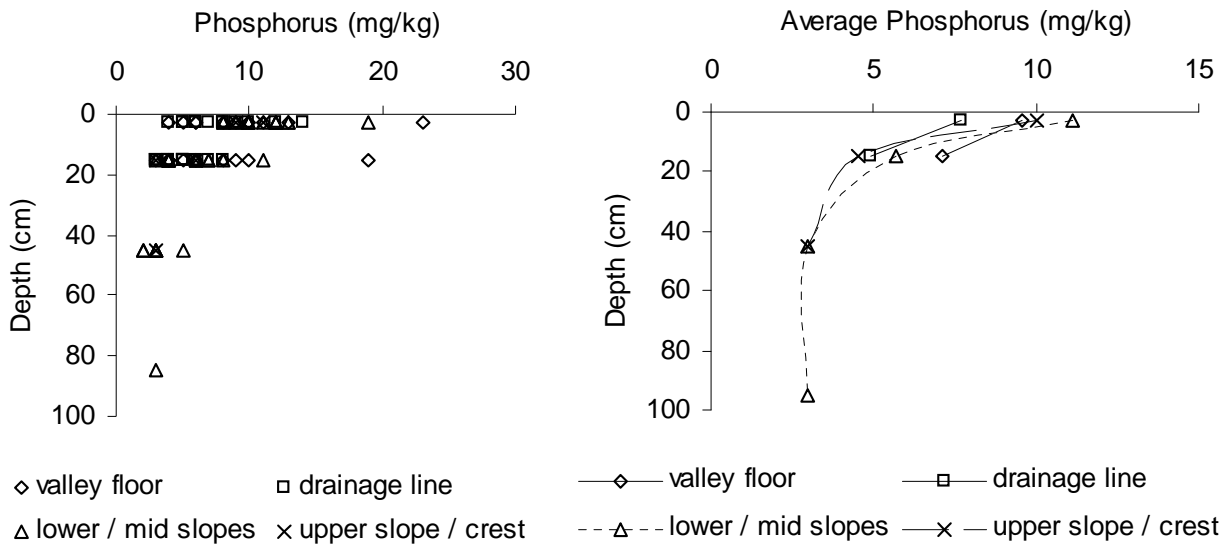 Phosphorus (mg/kg)
0 10 20 30
0
20
40
60
80
100
Depth (cm)
valley floor
drainage line
lower / mid slopes
upper slope / crest
Average Phosphorus (mg/kg)
0 5 10 15
0
20
40
60
80
100
Depth (cm)
valley floor
drainage line
lower / mid slopes
upper slope / crest